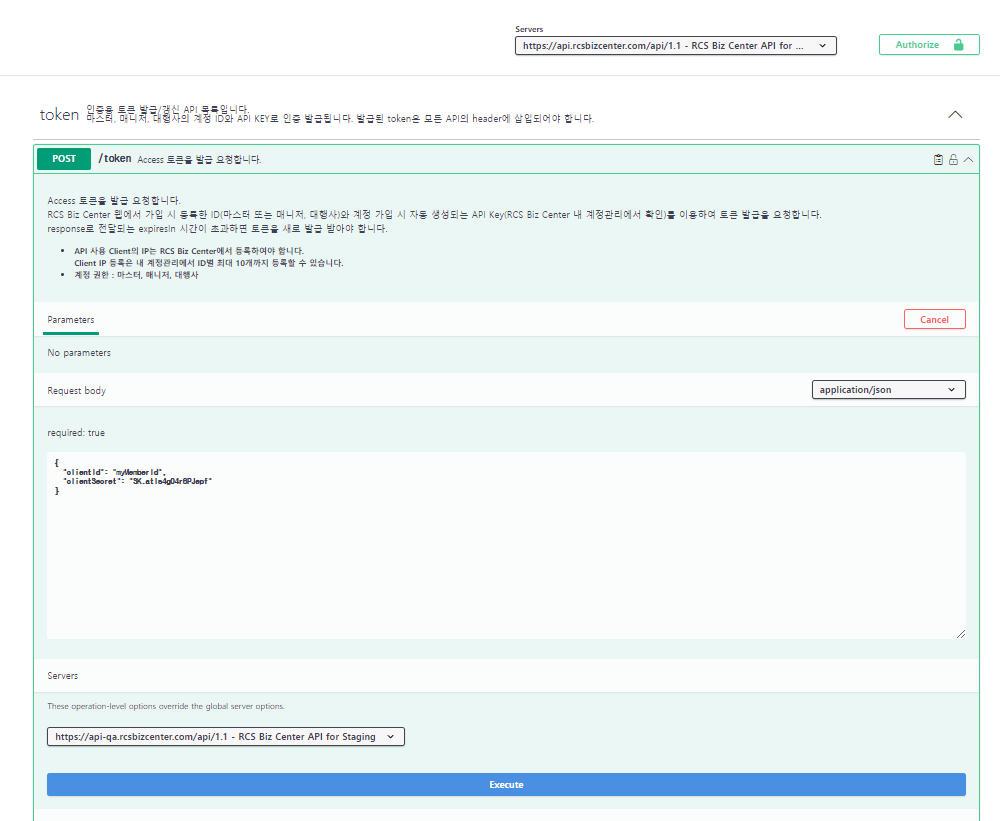 Servers
https://api.rcsbizcenter.com/api/1.1 - RCS Biz Center API for ...
Authorize
token
인증용 토큰 발급/갱신 API 목록입니다.
마스터, 매니저, 대행사의 계정 ID와 API KEY로 인증 발급됩니다. 발급된 token은 모든 API의 header에 삽입되어야 합니다.
POST /token Access 토큰을 발급 요청합니다.
Access 토큰을 발급 요청합니다.
RCS Biz Center 웹에서 가입 시 등록한 ID(마스터 또는 매니저, 대행사)와 계정 가입 시 자동 생성되는 API Key(RCS Biz Center 내 계정관리에서 확인)를 이용하여 토큰 발급을 요청합니다.
response로 전달되는 expiresIn 시간이 초과하면 토큰을 새로 발급 받아야 합니다.
• API 사용 Client의 IP는 RCS Biz Center에서 등록하여야 합니다.
Client IP 등록은 내 계정관리에서 ID별 최대 10개까지 등록할 수 있습니다.
• 계정 권한 : 마스터, 매니저, 대행사
Parameters
Cancel
No parameters
Request body
application/json
required: true
{
"clientId": "myMemberId",
"clientSecret":
}
Servers
These operation-level options override the global server options.
https://api-qa.rcsbizcenter.com/api/1.1 - RCS Biz Center API for Staging
Execute